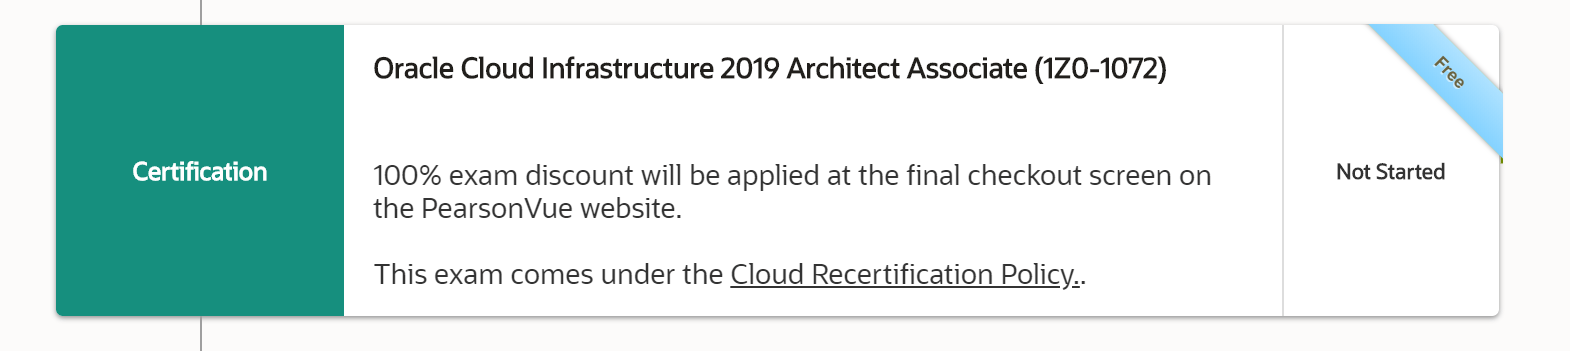 Oracle Cloud Infrastructure 2019 Architect Associate (1Z0-1072)
Free
Certification
100% exam discount will be applied at the final checkout screen on
the PearsonVue website.
Not Started
This exam comes under the Cloud Recertification Policy..